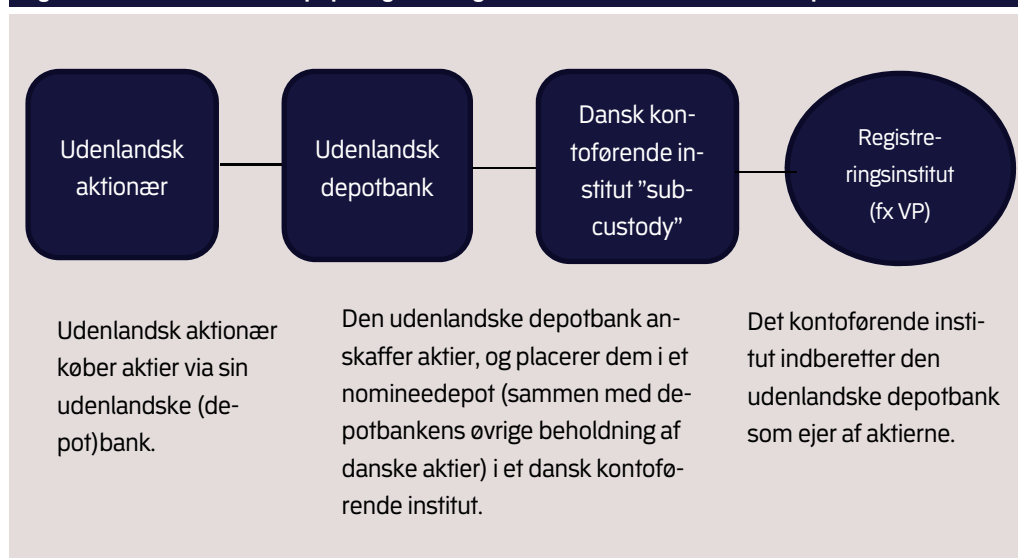 Udenlandsk
aktionær
Udenlandsk
depotbank
Dansk kon-
toførende in-
stitut ”sub-
custody”
Registre-
ringsinstitut
(fx VP)
Udenlandsk aktionær
køber aktier via sin
udenlandske (de-
pot)bank.
Den udenlandske depotbank an-
skaffer aktier, og placerer dem i et
nomineedepot (sammen med de-
potbankens øvrige beholdning af
danske aktier) i et dansk kontofø-
rende institut.
Det kontoførende insti-
tut indberetter den
udenlandske depotbank
som ejer af aktierne.